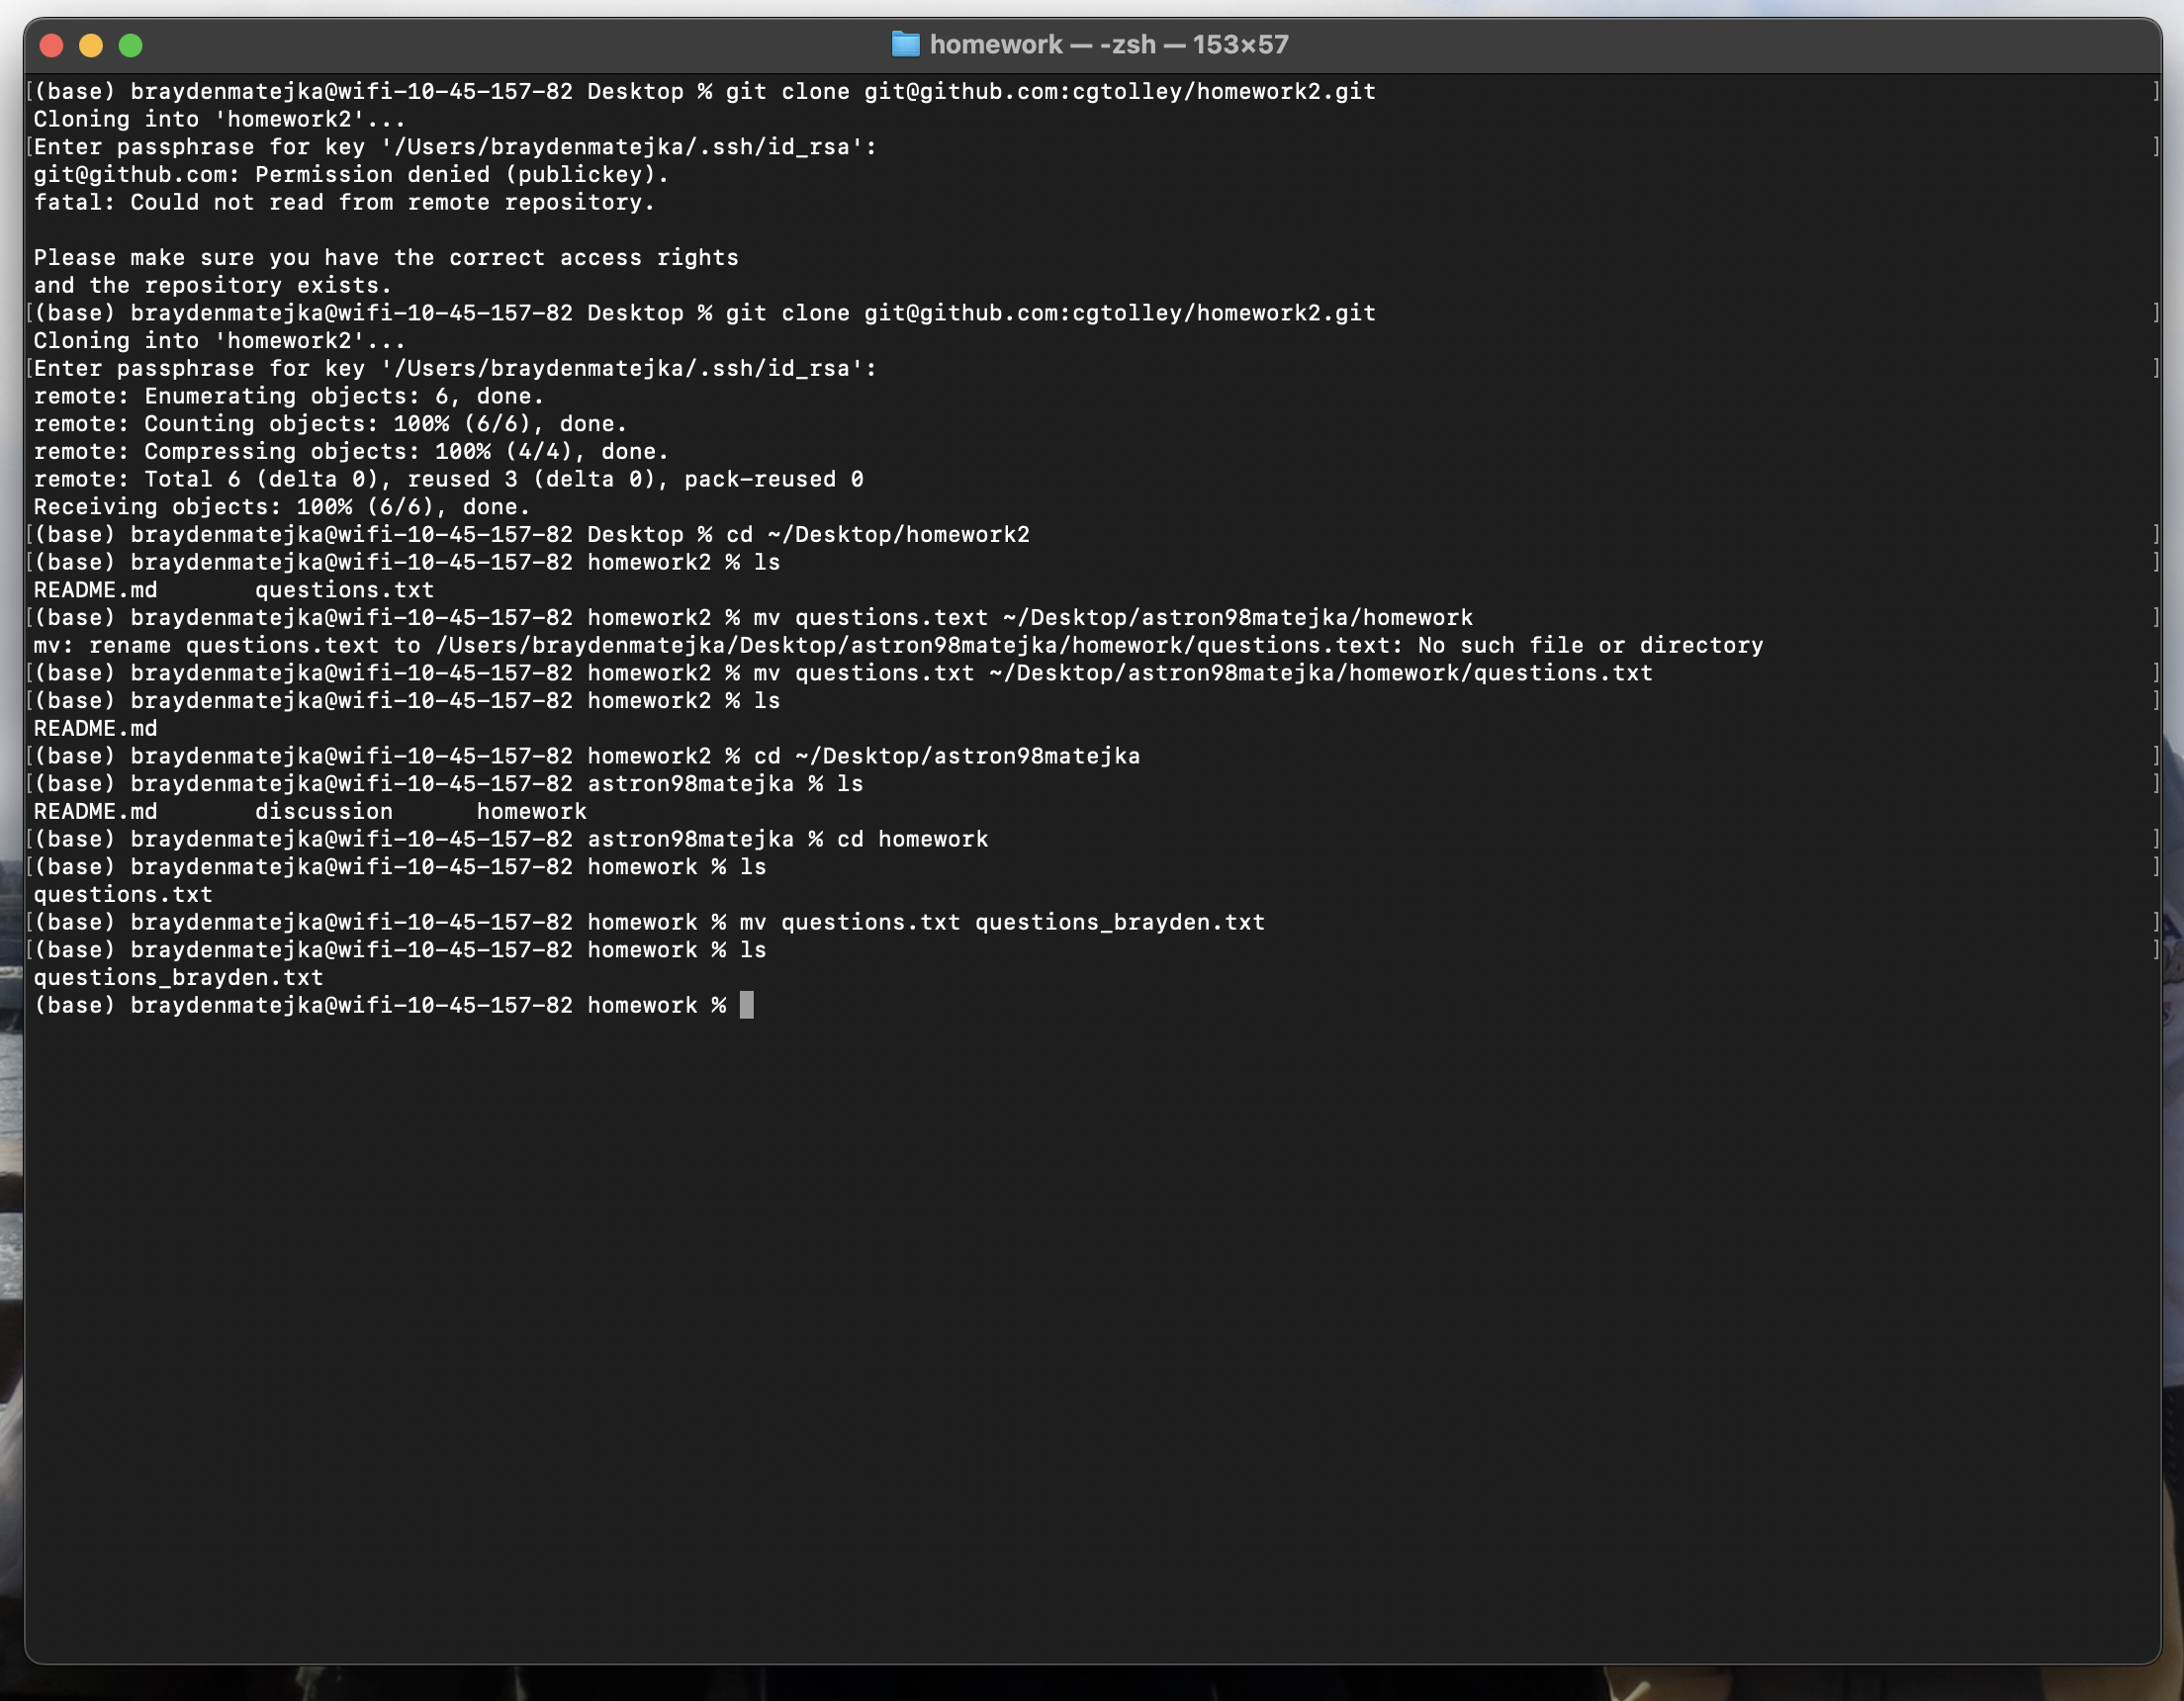 homework — -zsh — 153×57
[(base) braydenmatejka@wifi-10-45-157-82 Desktop % git clone git@github.com:cgtolley/homework2.git ]
Cloning into 'homework2'...
[Enter passphrase for key '/Users/braydenmatejka/.ssh/id_rsa': ]
git@github.com: Permission denied (publickey).
fatal: Could not read from remote repository.

Please make sure you have the correct access rights
and the repository exists.
[(base) braydenmatejka@wifi-10-45-157-82 Desktop % git clone git@github.com:cgtolley/homework2.git ]
Cloning into 'homework2'...
[Enter passphrase for key '/Users/braydenmatejka/.ssh/id_rsa': ]
remote: Enumerating objects: 6, done.
remote: Counting objects: 100% (6/6), done.
remote: Compressing objects: 100% (4/4), done.
remote: Total 6 (delta 0), reused 3 (delta 0), pack-reused 0
Receiving objects: 100% (6/6), done.
[(base) braydenmatejka@wifi-10-45-157-82 Desktop % cd ~/Desktop/homework2 ]
[(base) braydenmatejka@wifi-10-45-157-82 homework2 % ls ]
README.md       questions.txt
[(base) braydenmatejka@wifi-10-45-157-82 homework2 % mv questions.text ~/Desktop/astron98matejka/homework ]
mv: rename questions.text to /Users/braydenmatejka/Desktop/astron98matejka/homework/questions.text: No such file or directory
[(base) braydenmatejka@wifi-10-45-157-82 homework2 % mv questions.txt ~/Desktop/astron98matejka/homework/questions.txt ]
[(base) braydenmatejka@wifi-10-45-157-82 homework2 % ls ]
README.md
[(base) braydenmatejka@wifi-10-45-157-82 homework2 % cd ~/Desktop/astron98matejka ]
[(base) braydenmatejka@wifi-10-45-157-82 astron98matejka % ls ]
README.md       discussion      homework
[(base) braydenmatejka@wifi-10-45-157-82 astron98matejka % cd homework ]
[(base) braydenmatejka@wifi-10-45-157-82 homework % ls ]
questions.txt
[(base) braydenmatejka@wifi-10-45-157-82 homework % mv questions.txt questions_brayden.txt ]
[(base) braydenmatejka@wifi-10-45-157-82 homework % ls ]
questions_brayden.txt
(base) braydenmatejka@wifi-10-45-157-82 homework %